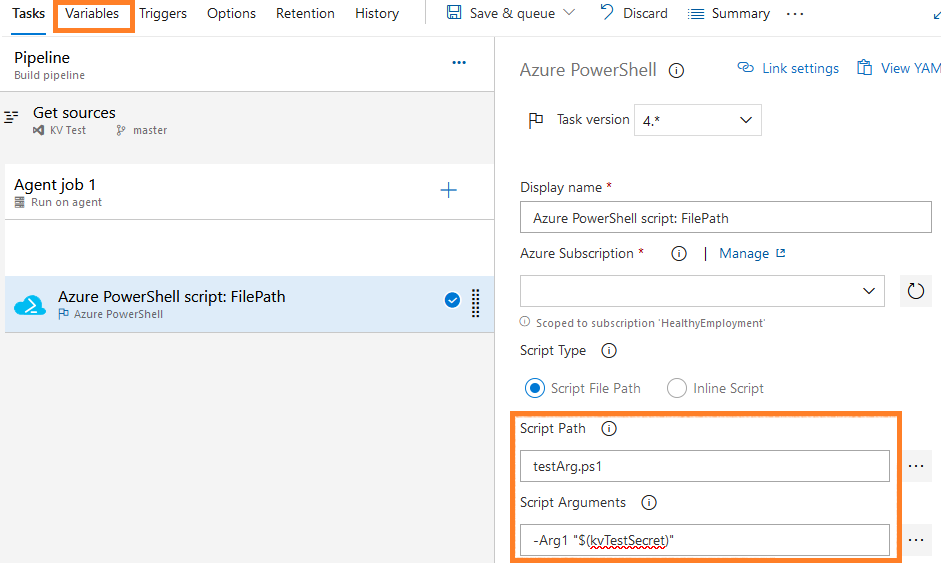 Tasks Variables Triggers Options Retention History Save & queue Discard Summary ...
Pipeline ...
Build pipeline
Get sources
KV Test master
Agent job 1 +
Run on agent
Azure PowerShell script: FilePath
Azure PowerShell
Azure PowerShell Link settings View YAM
Task version 4.*
Display name *
Azure PowerShell script: FilePath
Azure Subscription * | Manage
Scoped to subscription 'HealthyEmployment'
Script Type
Script File Path Inline Script
Script Path
testArg.ps1 ...
Script Arguments
-Arg1 "$(kvTestSecret)" ...